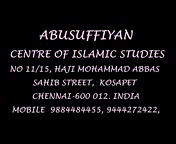 ABUSUFFIYAN
CENTRE OF ISLAMIC STUDIES
NO 11/15, HAJI MOHAMMAD ABBAS
SAHIB STREET, KOSAPET
CHENNAI-600 012. INDIA
MOBILE 9884484455, 9444272422,